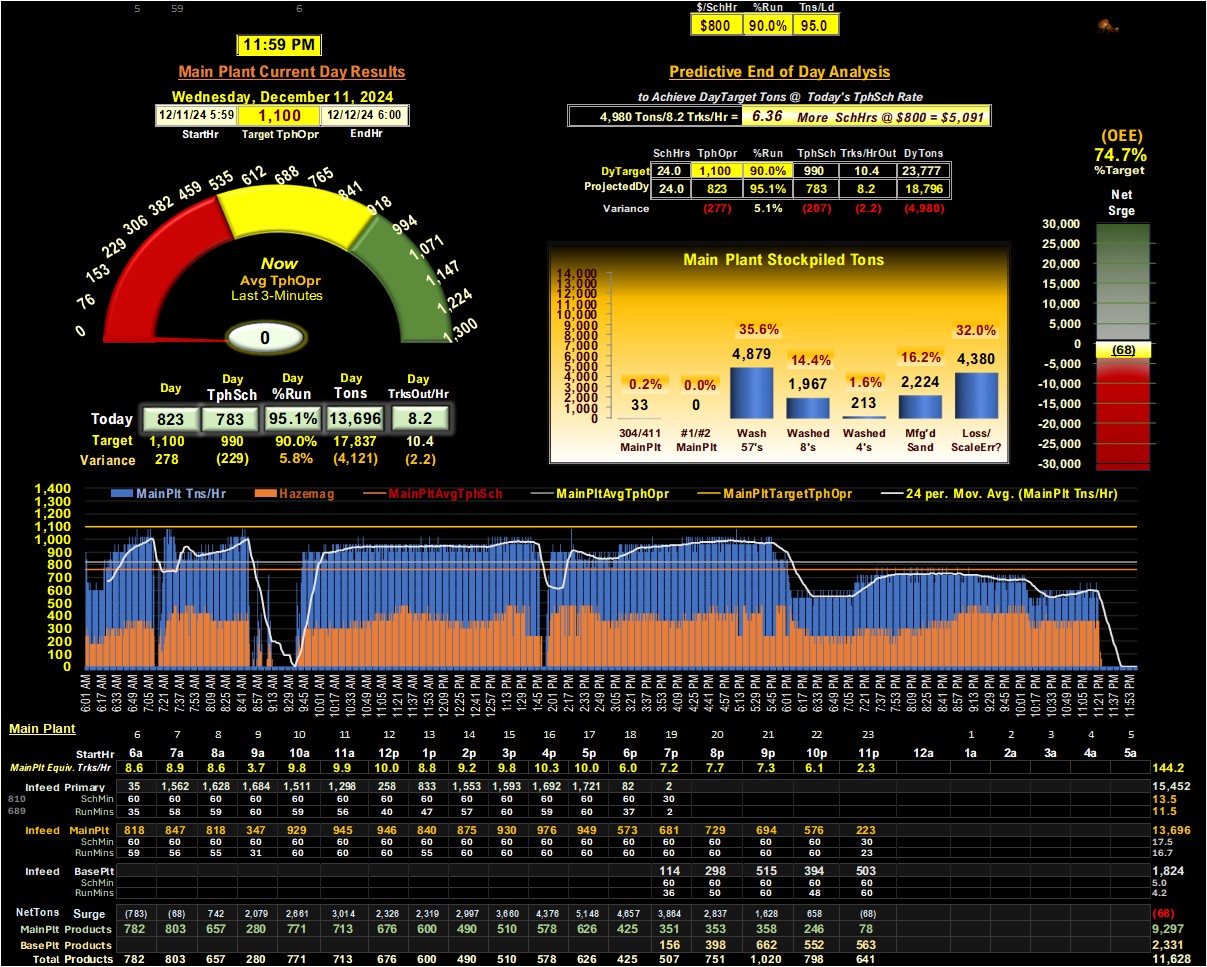 5 59 6
$/SchHr %Run Tns/Ld
$800 90.0% 95.0
11:59 PM
Main Plant Current Day Results
Wednesday, December 11, 2024
12/11/24 5:59 1,100 12/12/24 6:00
StartHr Target TphOpr EndHr
0 76 153 229 306 382 459 535 612 688 765 841 918 994 1,071 1,147 1,224 1,300
Now
Avg TphOpr
Last 3-Minutes
0
Day Day TphSch Day %Run Day Tons Day TrksOut/Hr
Today 823 783 95.1% 13,696 8.2
Target 1,100 990 90.0% 17,837 10.4
Variance 278 (229) 5.8% (4,121) (2.2)
Predictive End of Day Analysis
to Achieve DayTarget Tons @ Today's TphSch Rate
4,980 Tons/8.2 Trks/Hr = 6.36 More SchHrs @ $800 = $5,091
SchHrs TphOpr %Run TphSch Trks/HrOut DyTons
DyTarget 24.0 1,100 90.0% 990 10.4 23,777
ProjectedDy 24.0 823 95.1% 783 8.2 18,796
Variance (277) 5.1% (207) (2.2) (4,980)
Main Plant Stockpiled Tons
14,000
13,000
12,000
11,000
10,000
9,000
8,000
7,000
6,000
5,000
4,000
3,000
2,000
1,000
0
0.2% 0.0% 35.6% 14.4% 1.6% 16.2% 32.0%
33 0 4,879 1,967 213 2,224 4,380
304/411 #1/#2 Wash Washed Washed Mfg'd Loss/
MainPlt MainPlt 57's 8's 4's Sand ScaleErr?
(OEE)
74.7%
%Target
Net
Srge
30,000
25,000
20,000
15,000
10,000
5,000
0
(68)
-5,000
-10,000
-15,000
-20,000
-25,000
-30,000
MainPlt Tns/Hr Hazemag MainPltAvgTphSch MainPltAvgTphOpr MainPltTargetTphOpr 24 per. Mov. Avg. (MainPlt Tns/Hr)
1,400
1,300
1,200
1,100
1,000
900
800
700
600
500
400
300
200
100
0
6:01 AM 6:17 AM 6:33 AM 6:49 AM 7:05 AM 7:21 AM 7:37 AM 7:53 AM 8:09 AM 8:25 AM 8:41 AM 8:57 AM 9:13 AM 9:29 AM 9:45 AM 10:01 AM 10:17 AM 10:33 AM 10:49 AM 11:05 AM 11:21 AM 11:37 AM 11:53 AM 12:09 PM 12:25 PM 12:41 PM 12:57 PM 1:13 PM 1:29 PM 1:45 PM 2:01 PM 2:17 PM 2:33 PM 2:49 PM 3:05 PM 3:21 PM 3:37 PM 3:53 PM 4:09 PM 4:25 PM 4:41 PM 4:57 PM 5:13 PM 5:29 PM 5:45 PM 6:01 PM 6:17 PM 6:33 PM 6:49 PM 7:05 PM 7:21 PM 7:37 PM 7:53 PM 8:09 PM 8:25 PM 8:41 PM 8:57 PM 9:13 PM 9:29 PM 9:45 PM 10:01 PM 10:17 PM 10:33 PM 10:49 PM 11:05 PM 11:21 PM 11:37 PM 11:53 PM
Main Plant
6 7 8 9 10 11 12 13 14 15 16 17 18 19 20 21 22 23 1 2 3 4 5
StartHr 6a 7a 8a 9a 10a 11a 12p 1p 2p 3p 4p 5p 6p 7p 8p 9p 10p 11p 12a 1a 2a 3a 4a 5a
MainPlt Equiv. Trks/Hr 8.6 8.9 8.6 3.7 9.8 9.9 10.0 8.8 9.2 9.8 10.3 10.0 6.0 7.2 7.7 7.3 6.1 2.3 144.2
Infeed Primary 35 1,562 1,628 1,684 1,511 1,298 258 833 1,553 1,593 1,692 1,721 82 2 15,452
810 SchMin 60 60 60 60 60 60 60 60 60 60 60 60 60 30 13.5
689 RunMins 35 58 59 60 59 56 40 47 57 60 59 60 37 2 11.5
Infeed MainPlt 818 847 818 347 929 945 946 840 875 930 976 949 573 681 729 694 576 223 13,696
SchMin 60 60 60 60 60 60 60 60 60 60 60 60 60 60 60 60 60 30 17.5
RunMins 59 56 55 31 60 60 60 55 60 60 60 60 60 60 60 60 60 23 16.7
Infeed BasePlt 114 298 515 394 503 1,824
SchMin 60 60 60 60 60 5.0
RunMins 36 50 60 48 60 4.2
NetTons Surge (783) (68) 742 2,079 2,661 3,014 2,326 2,319 2,997 3,660 4,376 5,148 4,657 3,864 2,837 1,628 658 (68) (68)
MainPlt Products 782 803 657 280 771 713 676 600 490 510 578 626 425 351 353 358 246 78 9,297
BasePlt Products 156 398 662 552 563 2,331
Total Products 782 803 657 280 771 713 676 600 490 510 578 626 425 507 751 1,020 798 641 11,628